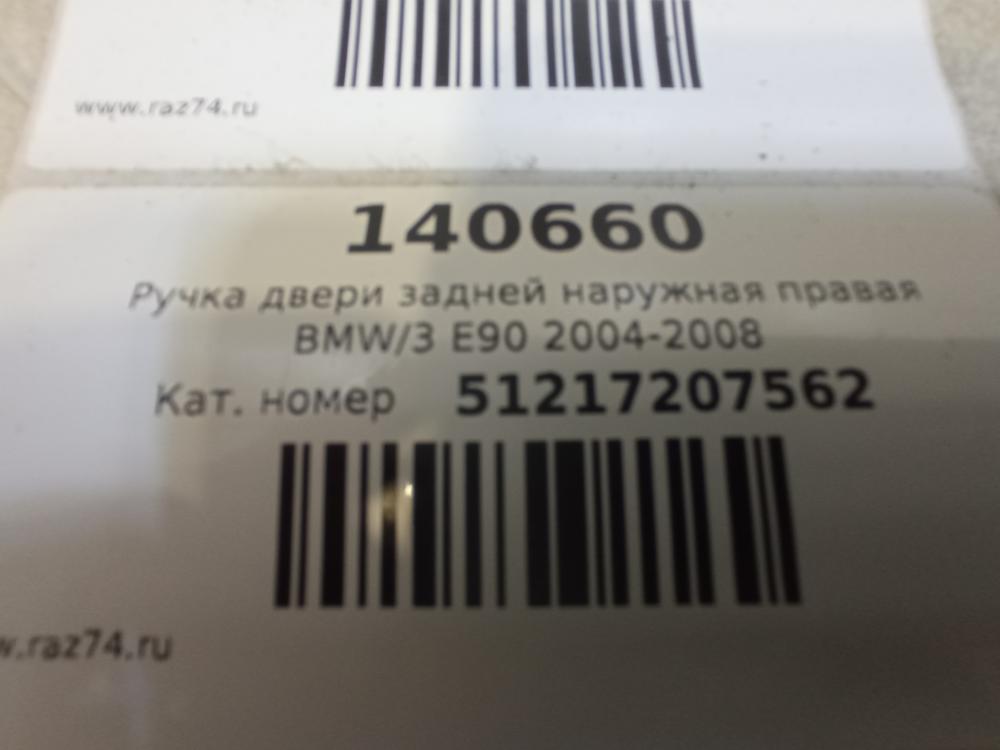 www.raz74.ru
140660
Ручка двери задней наружная правая
BMW/3 E90 2004-2008
Кат. номер 51217207562
w.raz74.ru